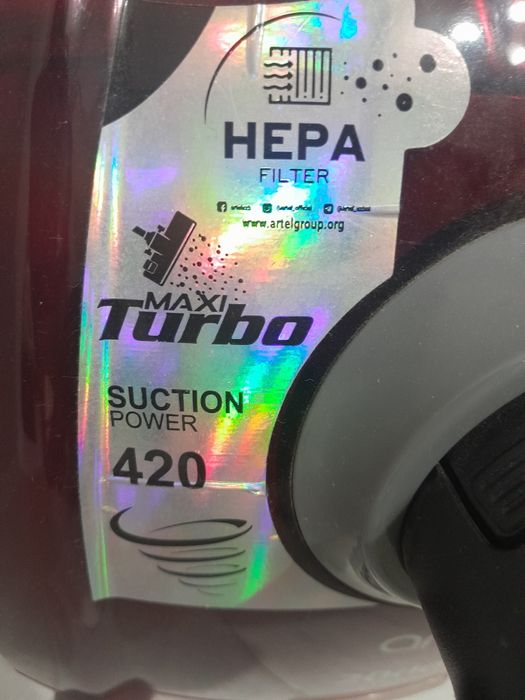 HEPA
FILTER
www.artelgroup.org
MAXI
Turbo
SUCTION
POWER
420